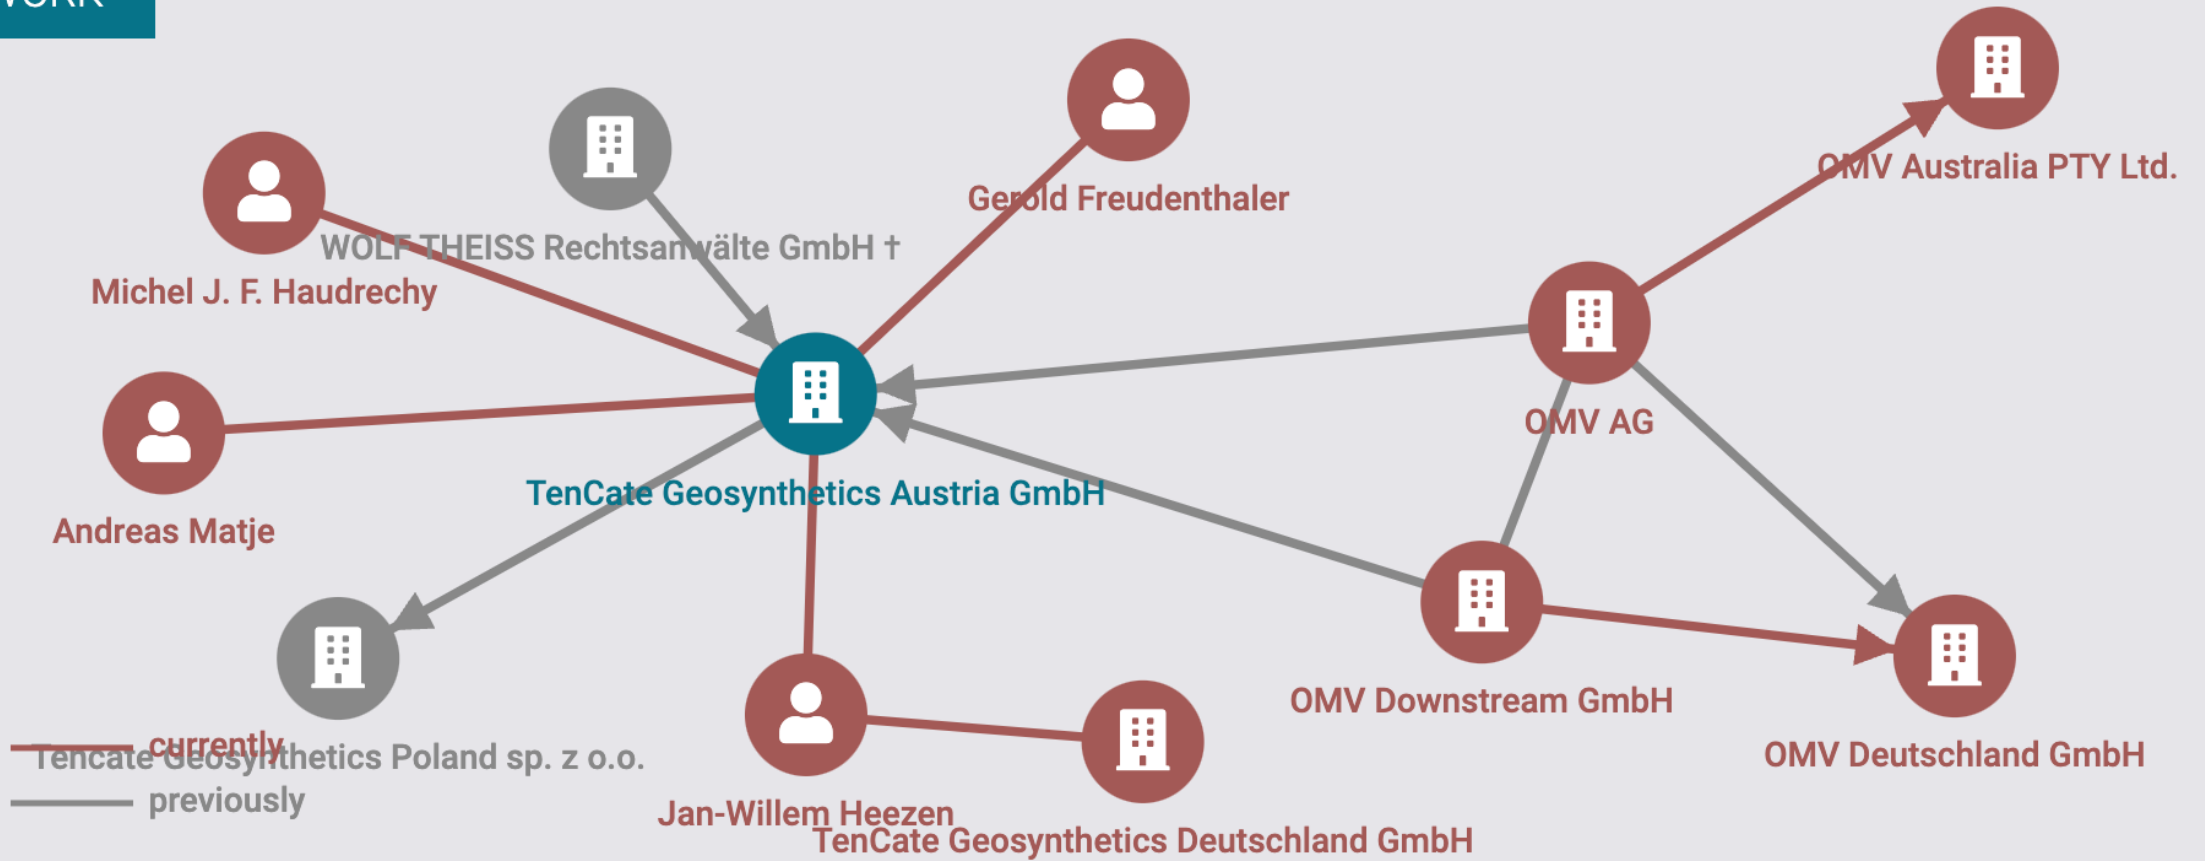 Gerold Freudenthaler
OMV Australia PTY Ltd.
WOLF THEISS Rechtsanwälte GmbH †
Michel J. F. Haudrechy
OMV AG
TenCate Geosynthetics Austria GmbH
Andreas Matje
OMV Downstream GmbH
OMV Deutschland GmbH
currently
Tencate Geosynthetics Poland sp. z o.o.
previously
Jan-Willem Heezen
TenCate Geosynthetics Deutschland GmbH